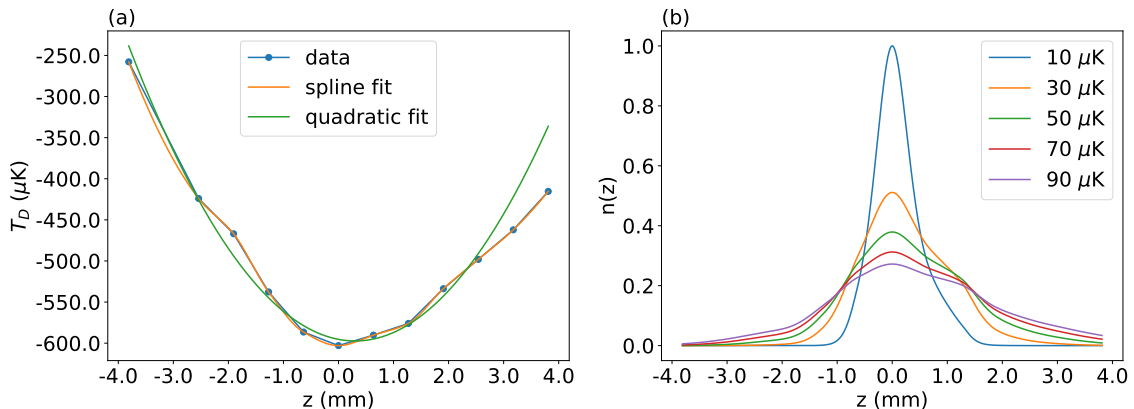 (a)
-250.0
-300.0
-350.0
-400.0
-450.0
-500.0
-550.0
-600.0
T_D (μK)
data
spline fit
quadratic fit
-4.0 -3.0 -2.0 -1.0 0.0 1.0 2.0 3.0 4.0
z (mm)
(b)
1.0
0.8
0.6
0.4
0.2
0.0
n(z)
10 μK
30 μK
50 μK
70 μK
90 μK
-4.0 -3.0 -2.0 -1.0 0.0 1.0 2.0 3.0 4.0
z (mm)